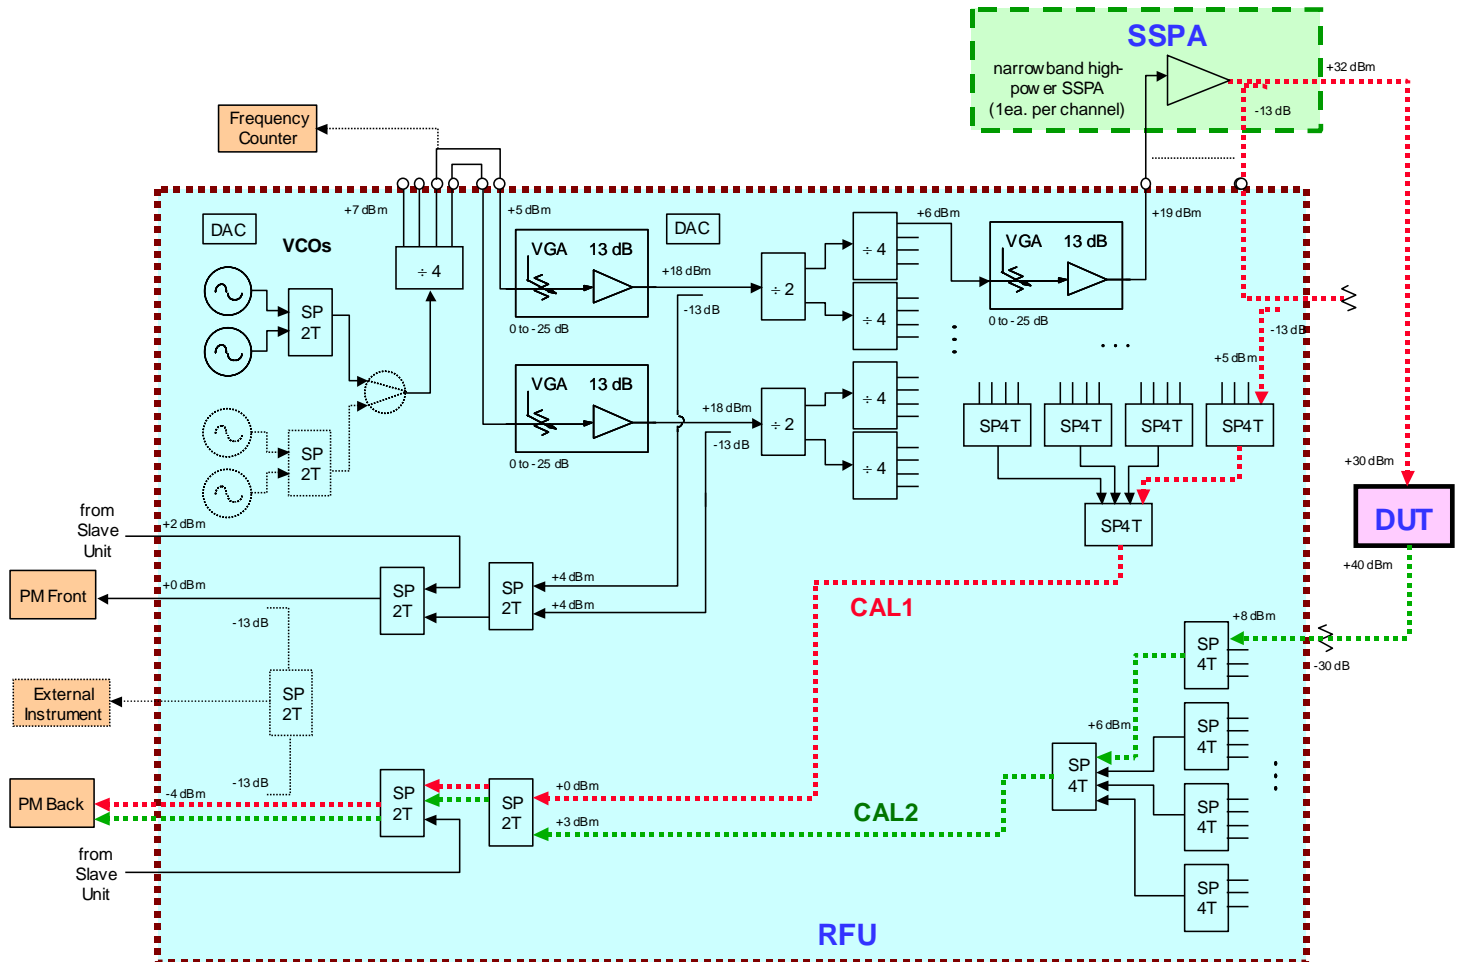 SSPA
narrowband high-
power SSPA
(1ea. per channel)
+32 dBm
-13 dB
Frequency
Counter
+7 dBm
+5 dBm
+6 dBm
+19 dBm
DAC
VCOs
÷ 4
VGA 13 dB
0 to - 25 dB
DAC
+18 dBm
-13 dB
÷ 2
÷ 4
÷ 4
VGA 13 dB
0 to - 25 dB
-13 dB
SP
2T
. . .
. . .
+5 dBm
VGA 13 dB
0 to - 25 dB
+18 dBm
-13 dB
÷ 2
÷ 4
÷ 4
SP4T
SP4T
SP4T
SP4T
SP
2T
+30 dBm
SP4T
DUT
+40 dBm
from
Slave
Unit
+2 dBm
PM Front
+0 dBm
SP
2T
SP
2T
+4 dBm
+4 dBm
CAL1
-13 dB
+8 dBm
SP
4T
-30 dB
External
Instrument
SP
2T
+6 dBm
SP
4T
SP
4T
. . .
-13 dB
PM Back
-4 dBm
SP
2T
SP
2T
+0 dBm
+3 dBm
CAL2
SP
4T
from
Slave
Unit
SP
4T
RFU